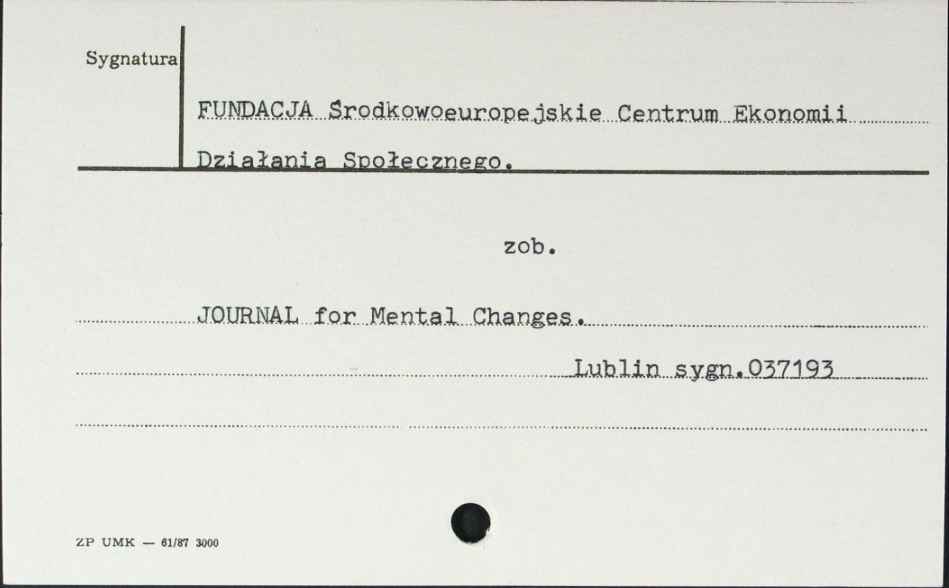 Sygnatura
FUNDACJA Środkowoeuropejskie Centrum Ekonomii
Działania Społecznego.
zob.
JOURNAL for Mental Changes.
Lublin sygn.037193
ZP UMK — 61/87 3000